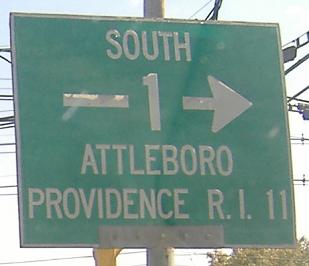 SOUTH
1
ATTLEBORO
PROVIDENCE R.I. 11